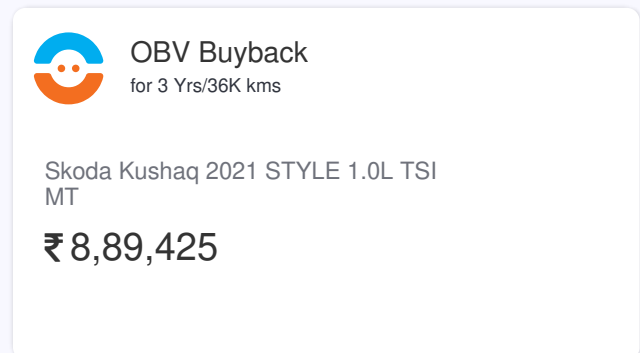 OBV Buyback
for 3 Yrs/36K kms
Skoda Kushaq 2021 STYLE 1.0L TSI
MT
₹ 8,89,425